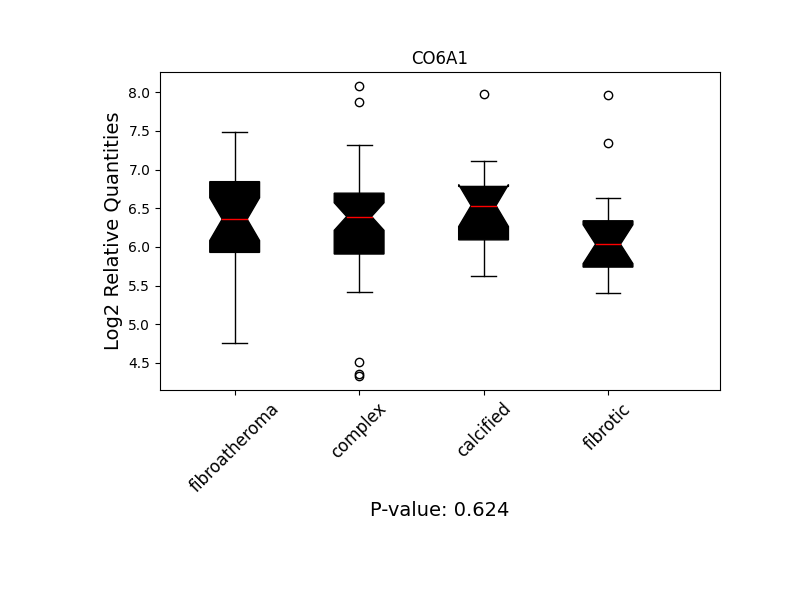 CO6A1
Log2 Relative Quantities
8.0
7.5
7.0
6.5
6.0
5.5
5.0
4.5
fibroatheroma
complex
calcified
fibrotic
P-value: 0.624